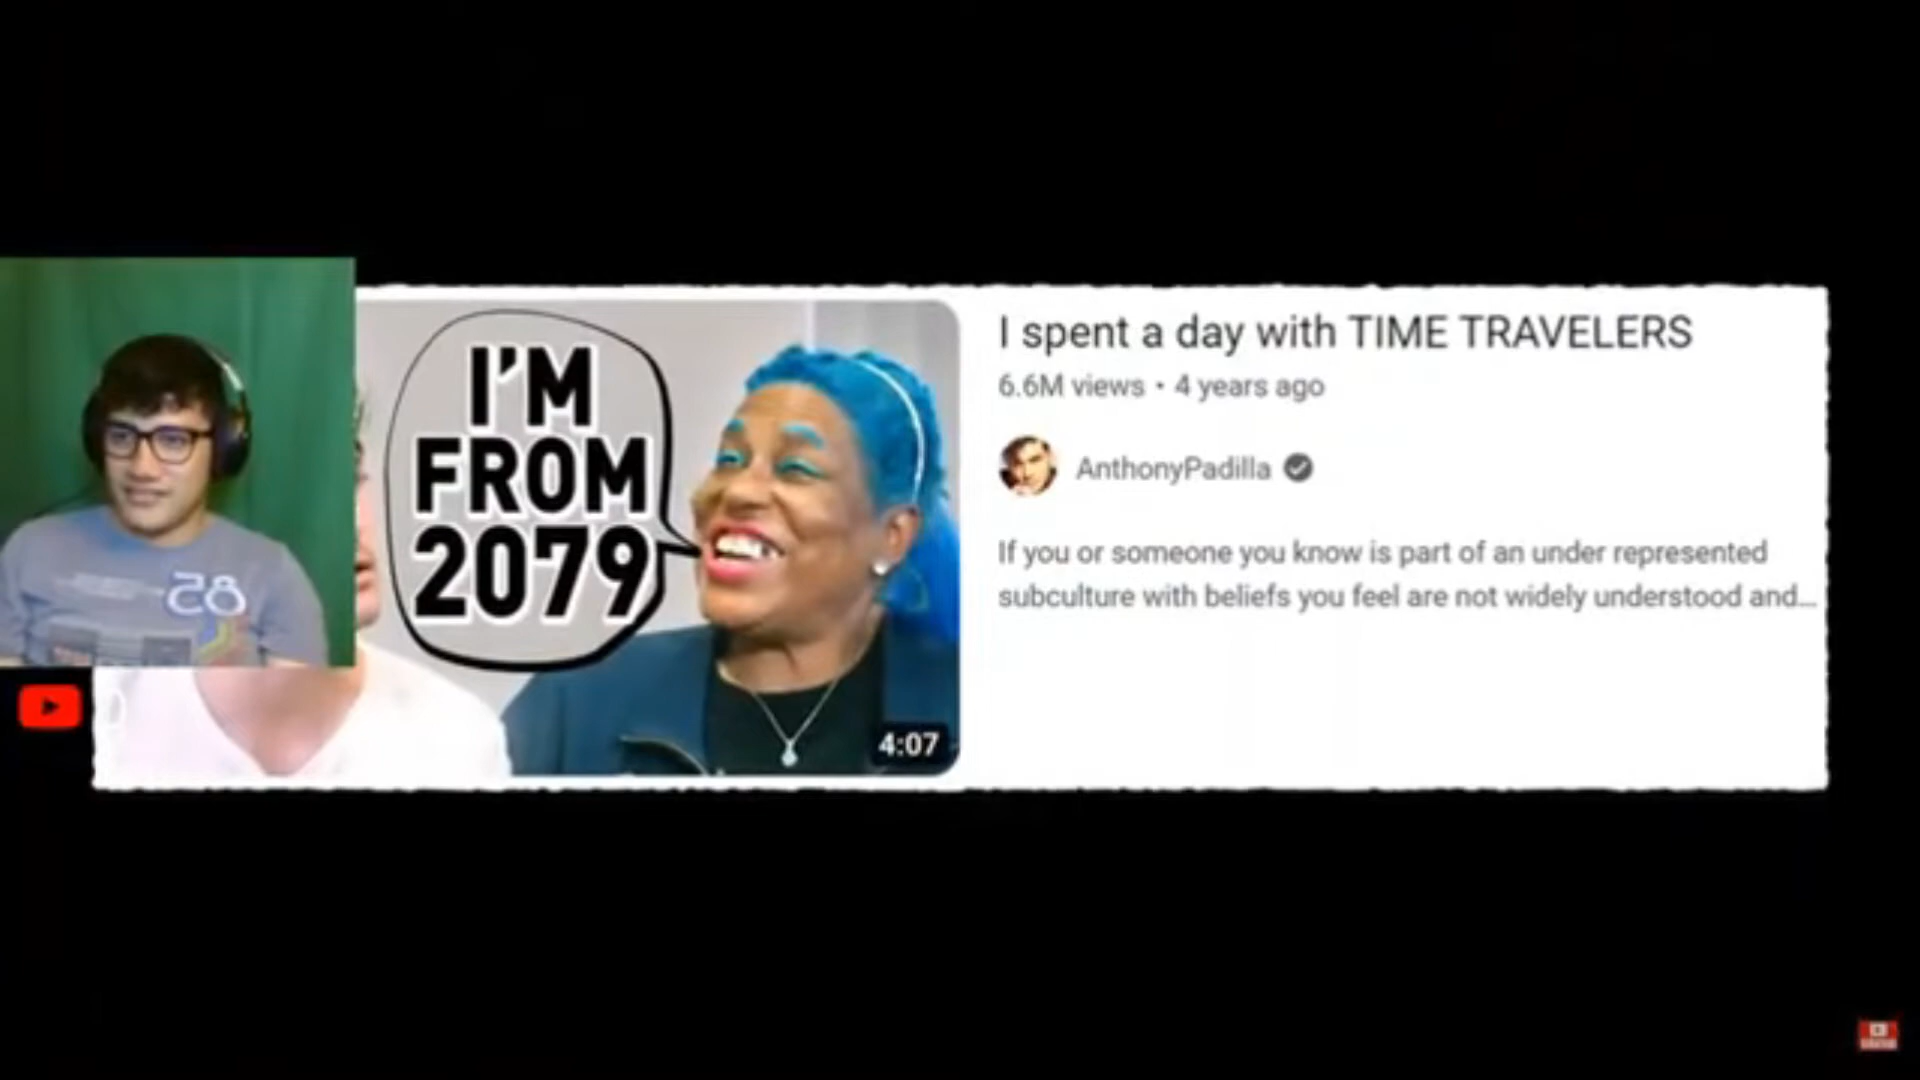 I'M
FROM
2079
4:07
I spent a day with TIME TRAVELERS
6.6M views • 4 years ago
AnthonyPadilla
If you or someone you know is part of an under represented
subculture with beliefs you feel are not widely understood and...